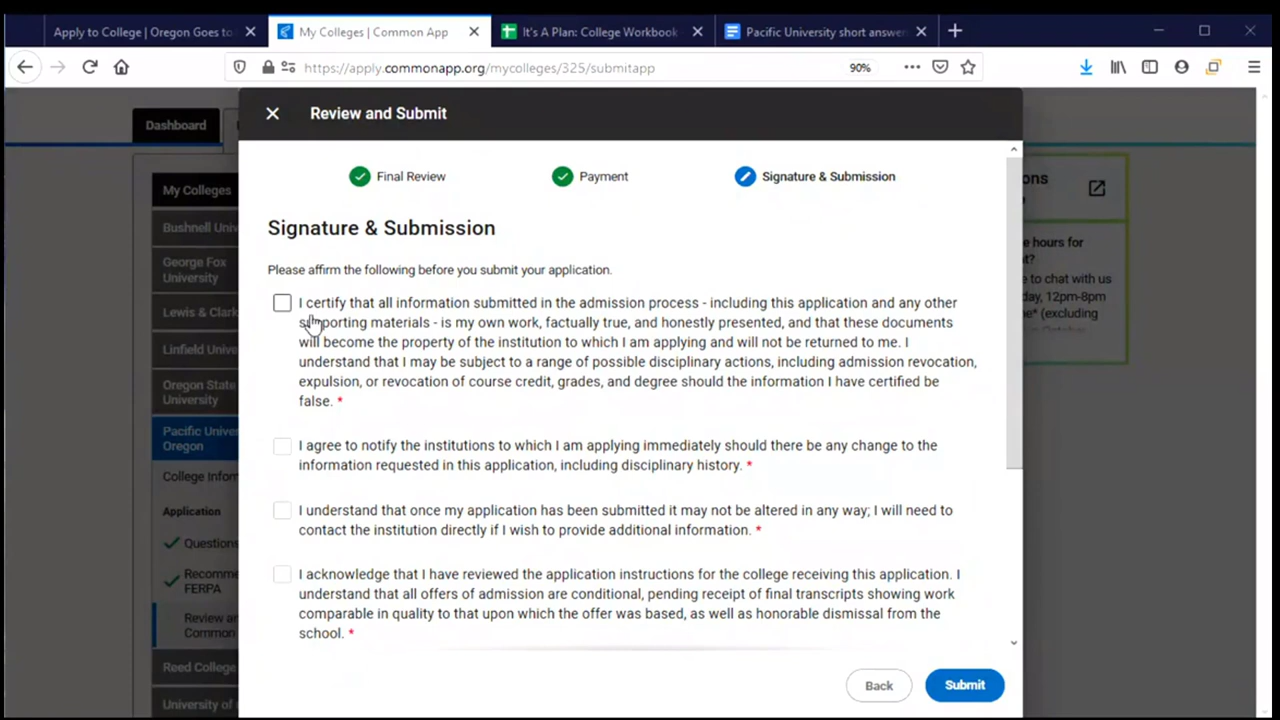 Apply to College | Oregon Goes to
My Colleges | Common App
It's A Plan: College Workbook
Pacific University short answer
https://apply.commonapp.org/mycolleges/325/submitapp
90%
Dashboard
Review and Submit
Final Review
Payment
Signature & Submission
Signature & Submission
Please affirm the following before you submit your application.
I certify that all information submitted in the admission process - including this application and any other
supporting materials - is my own work, factually true, and honestly presented, and that these documents
will become the property of the institution to which I am applying and will not be returned to me. I
understand that I may be subject to a range of possible disciplinary actions, including admission revocation,
expulsion, or revocation of course credit, grades, and degree should the information I have certified be
false. *
I agree to notify the institutions to which I am applying immediately should there be any change to the
information requested in this application, including disciplinary history. *
I understand that once my application has been submitted it may not be altered in any way; I will need to
contact the institution directly if I wish to provide additional information. *
I acknowledge that I have reviewed the application instructions for the college receiving this application. I
understand that all offers of admission are conditional, pending receipt of final transcripts showing work
comparable in quality to that upon which the offer was based, as well as honorable dismissal from the
school. *
Back
Submit
My Colleges
Bushnell Univ
George Fox
University
Lewis & Clark
Linfield Unive
Oregon State
University
Pacific Univer
Oregon
College Inform
Application
Questions
Recomme
FERPA
Review and
Common
Reed College
University of
ons
e hours for
t?
e to chat with us
day, 12pm-8pm
* (excluding